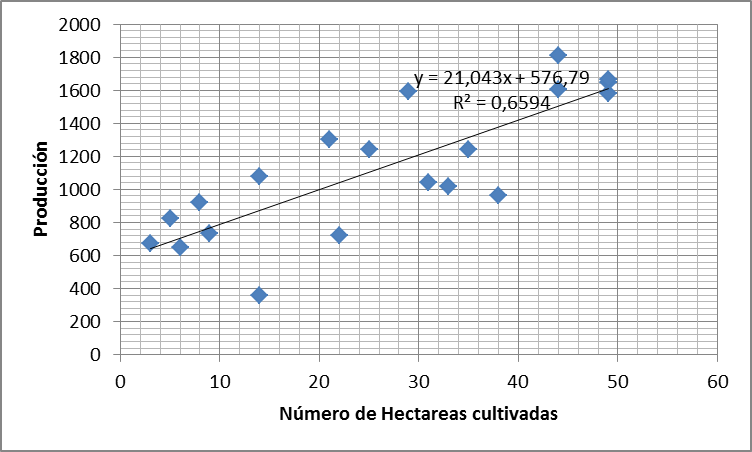 2000
1800
1600
1400
1200
1000
800
600
400
200
0
Producción
y = 21,043x + 576,79
R² = 0,6594
0 10 20 30 40 50 60
Número de Hectareas cultivadas